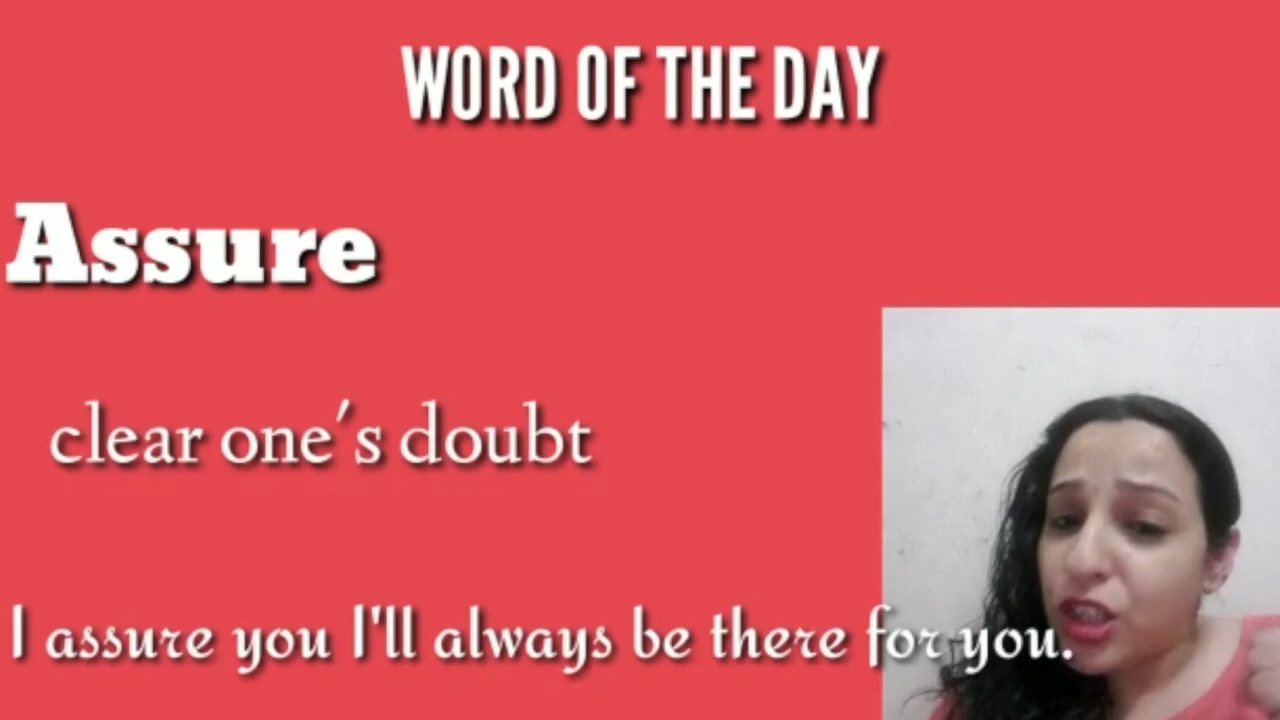 WORD OF THE DAY
Assure
clear one's doubt
I assure you I'll always be there for you.